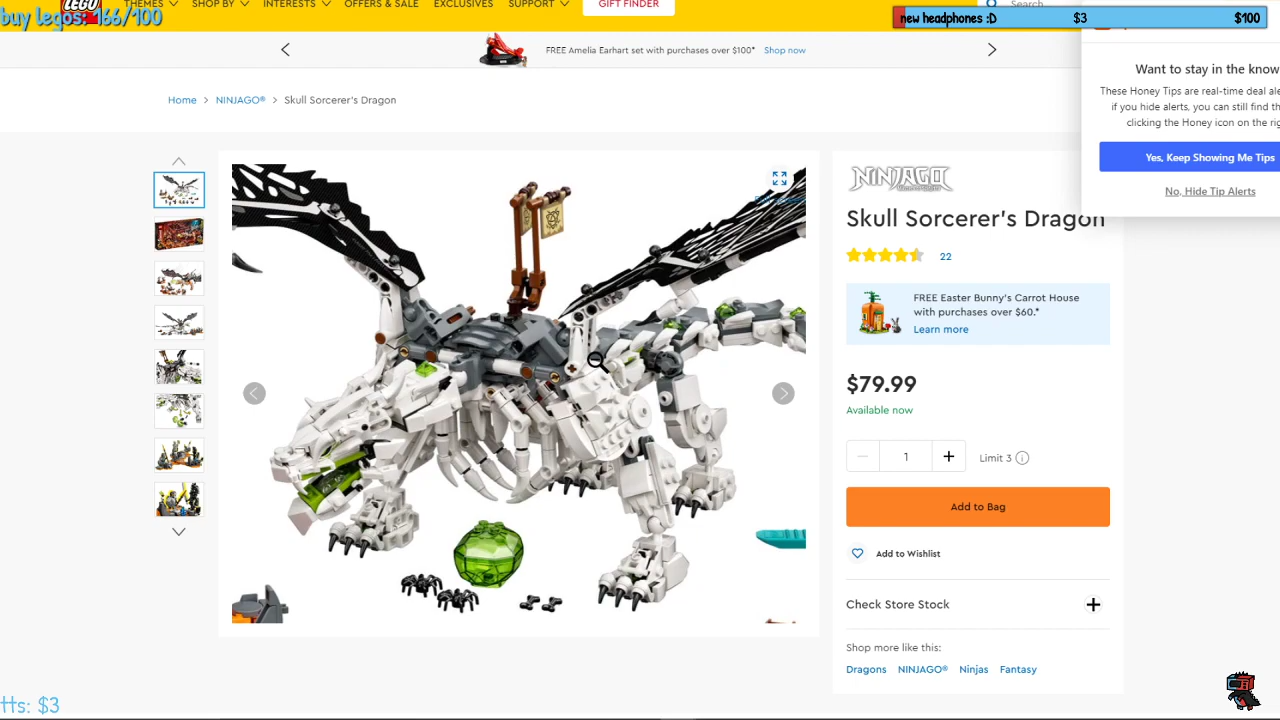 LEGO
THEMES
SHOP BY
INTERESTS
OFFERS & SALE
EXCLUSIVES
SUPPORT
GIFT FINDER
Search
buy legos: 166/100
new headphones :D $3 $100
FREE Amelia Earhart set with purchases over $100* Shop now
Want to stay in the know
These Honey Tips are real-time deal ale
if you hide alerts, you can still find th
clicking the Honey icon on the rig
Yes, Keep Showing Me Tips
No, Hide Tip Alerts
Home > NINJAGO® > Skull Sorcerer's Dragon
NINJAGO
Skull Sorcerer's Dragon
22
FREE Easter Bunny's Carrot House
with purchases over $60.*
Learn more
$79.99
Available now
1
Limit 3
Add to Bag
Add to Wishlist
Check Store Stock
Shop more like this:
Dragons NINJAGO® Ninjas Fantasy
tts: $3